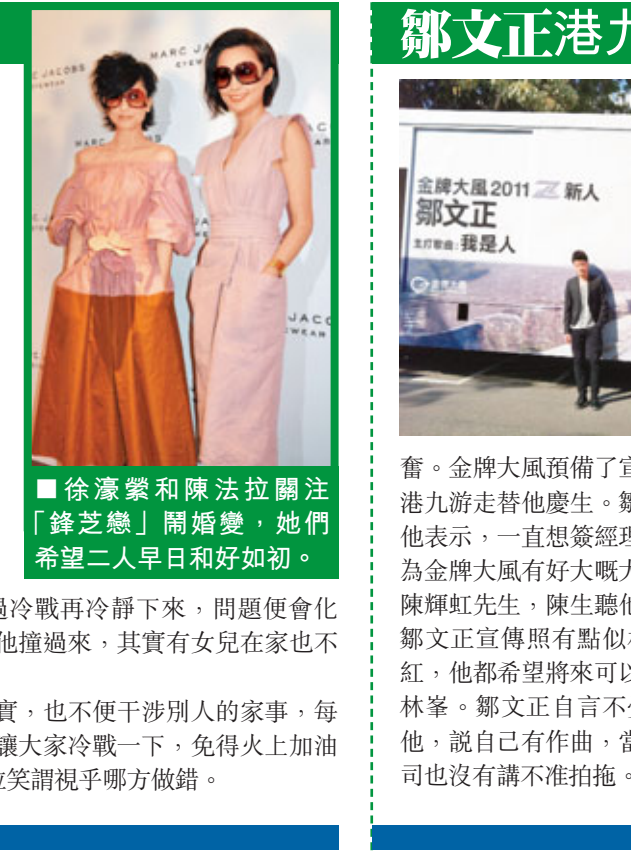 MARC JACOBS
EYEWEAR
■徐濠縈和陳法拉關注
「鋒芝戀」鬧婚變，她們
希望二人早日和好如初。
過冷戰再冷靜下來，問題便會化
他撞過來，其實有女兒在家也不
實，也不便干涉別人的家事，每
讓大家冷戰一下，免得火上加油
笑謂視乎哪方做錯。
鄒文正港九
金牌大風2011 新人
鄒文正
主打歌曲:我是人
奮。金牌大風預備了宣
港九游走替他慶生。鄒
他表示，一直想簽經理
為金牌大風有好大嘅
陳輝虹先生，陳生聽他
鄒文正宣傳照有點似
紅，他都希望將來可以
林峯。鄒文正自言不
他，說自己有作曲，當
司也沒有講不准拍拖。